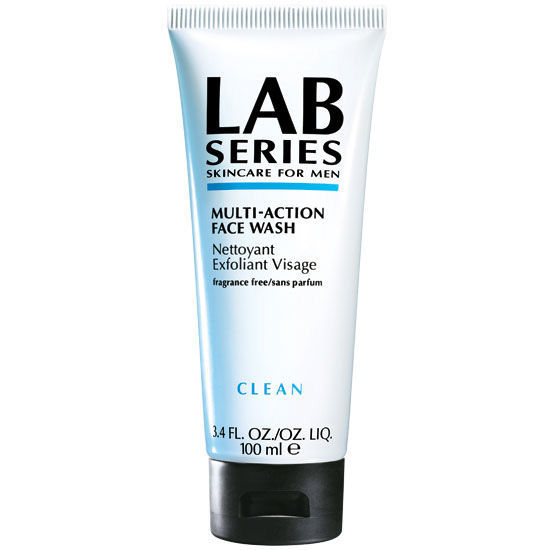 LAB
SERIES
SKINCARE FOR MEN
MULTI-ACTION
FACE WASH
Nettoyant
Exfoliant Visage
fragrance free/sans parfum
CLEAN
3.4 FL. OZ./OZ. LIQ.
100 ml ℮